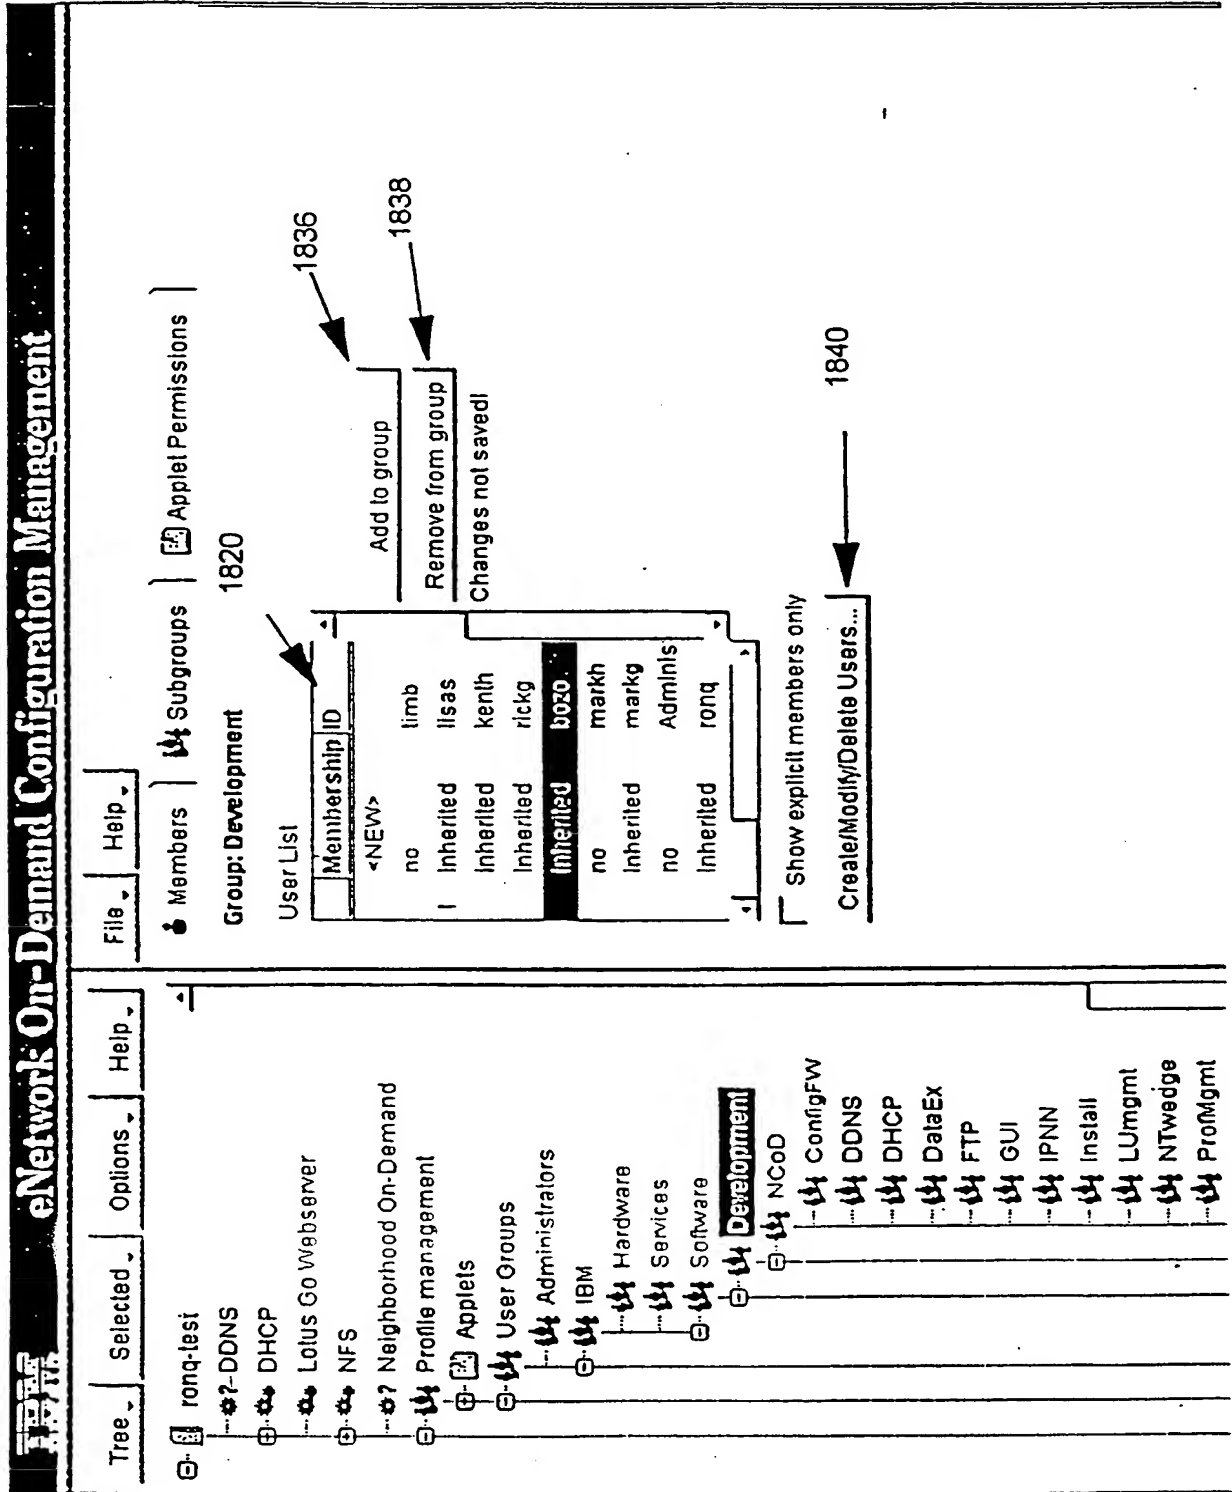 IBM
eNetwork On-Demand Configuration Management
Tree
Selected
Options
Help
ronq-test
?-DDNS
DHCP
Lotus Go Webserver
NFS
? Neighborhood On-Demand
Profile management
Applets
User Groups
Administrators
IBM
Hardware
Services
Software
Development
NCoD
ConfigFW
DDNS
DHCP
DataEx
FTP
GUI
IPNN
Install
LUmgmt
NTwedge
ProfMgmt
File
Help
Members
Subgroups
Applet Permissions
Group: Development
1820
User List
Membership ID
<NEW>
no timb
Inherited lisas
Inherited kenth
Inherited rickg
Inherited bozo
no markh
Inherited markg
no Adminis
Inherited ronq
Add to group
1836
Remove from group
1838
Changes not saved!
Show explicit members only
Create/Modify/Delete Users...
1840